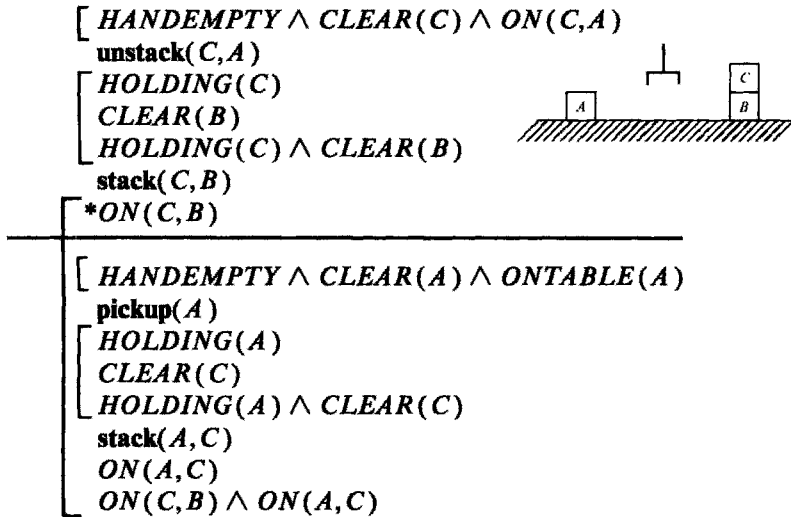 HANDEMPTY ∧ CLEAR(C) ∧ ON(C,A)
unstack(C,A)
HOLDING(C)
CLEAR(B)
HOLDING(C) ∧ CLEAR(B)
stack(C,B)
*ON(C,B)
A
C
B
HANDEMPTY ∧ CLEAR(A) ∧ ONTABLE(A)
pickup(A)
HOLDING(A)
CLEAR(C)
HOLDING(A) ∧ CLEAR(C)
stack(A,C)
ON(A,C)
ON(C,B) ∧ ON(A,C)